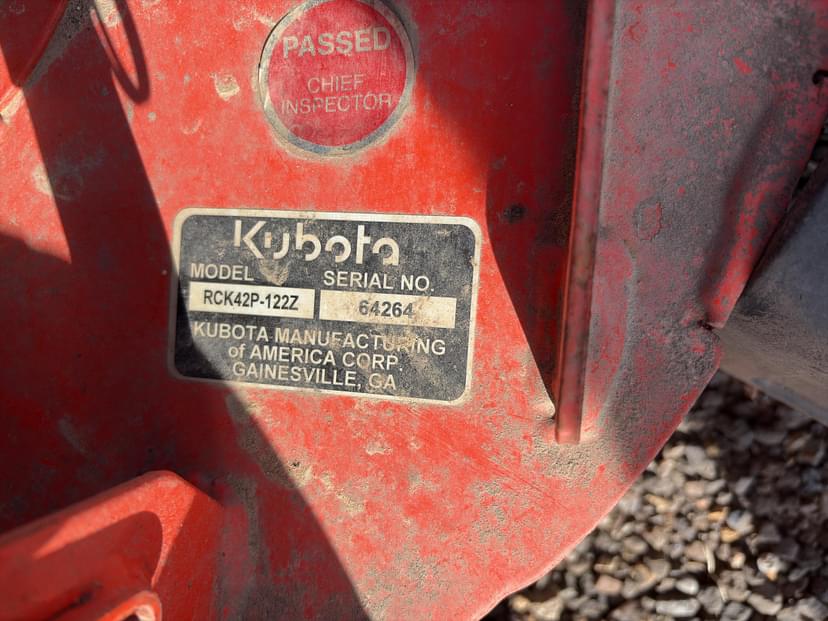 PASSED
CHIEF
INSPECTOR
Kubota
MODEL SERIAL NO.
RCK42P-122Z 64264
KUBOTA MANUFACTURING
of AMERICA CORP.
GAINESVILLE, GA